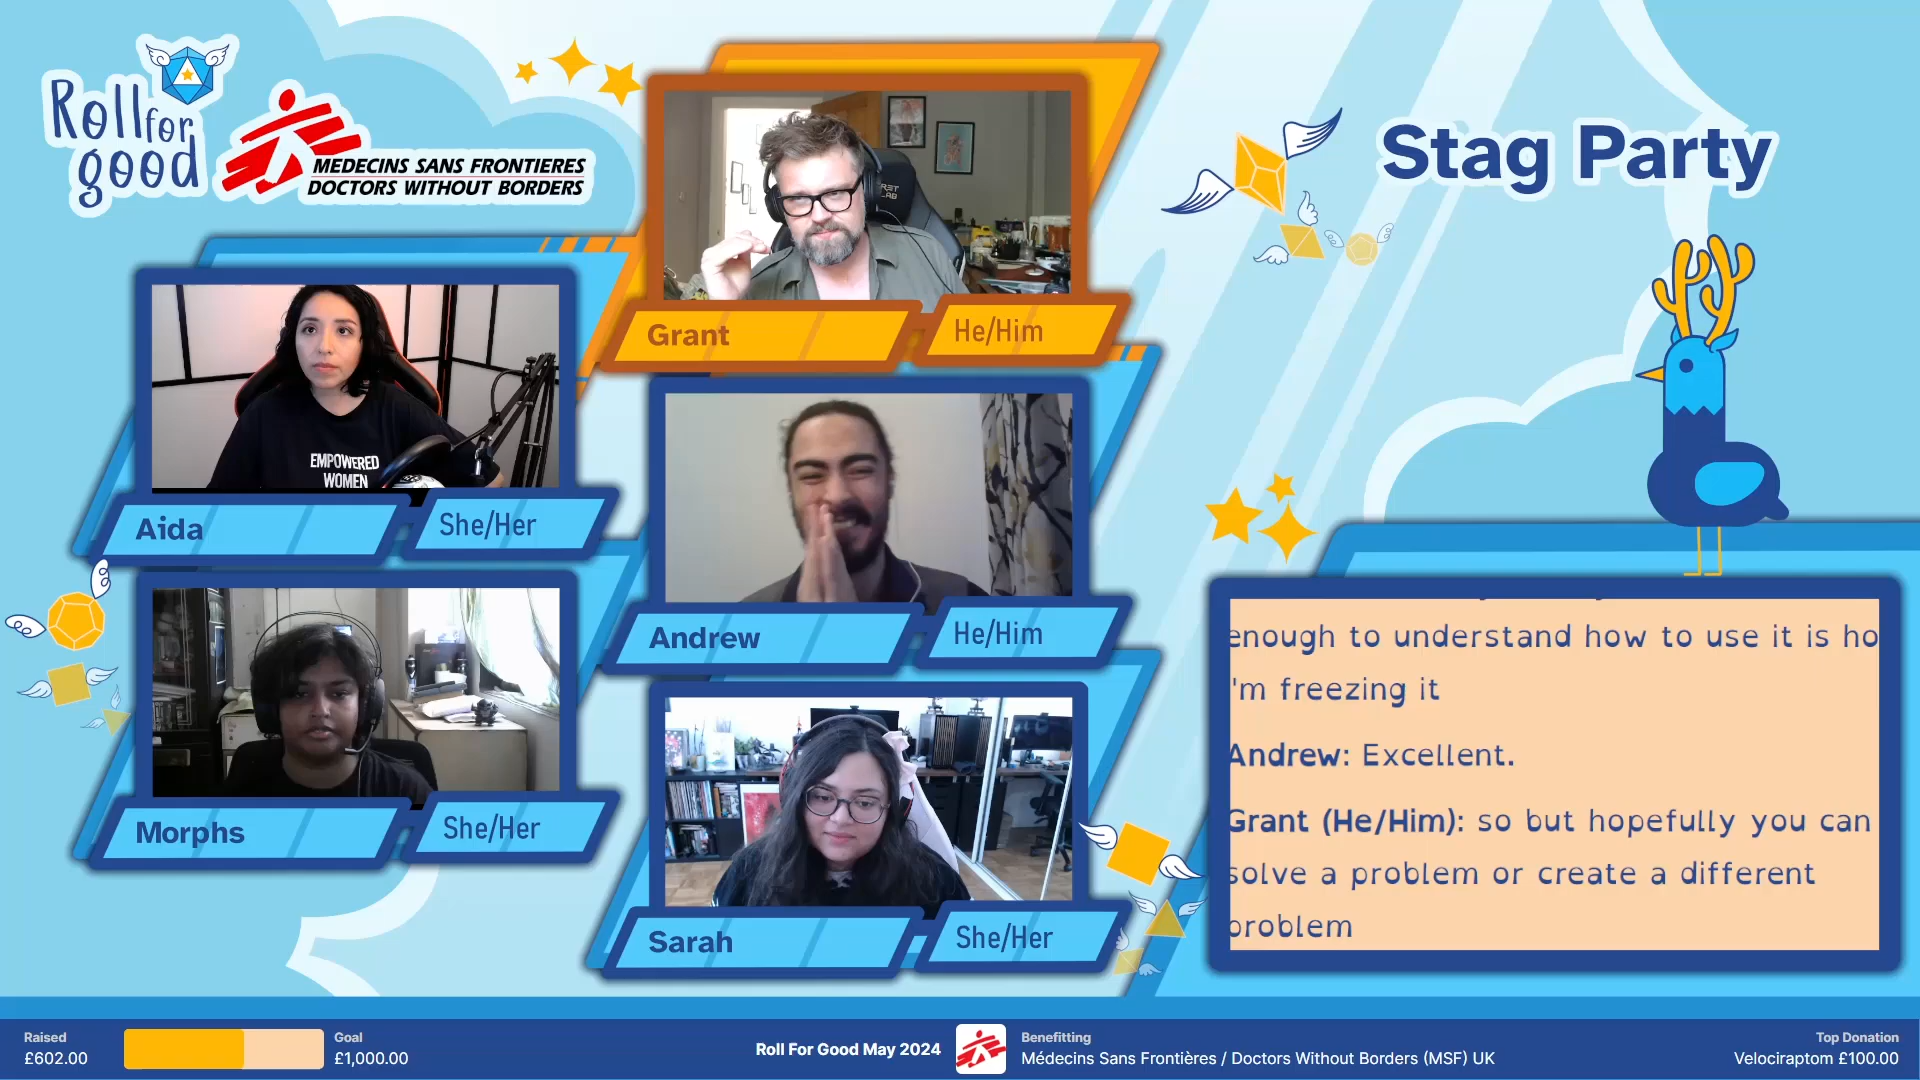 Roll for good
MEDECINS SANS FRONTIERES
DOCTORS WITHOUT BORDERS
Stag Party
Grant
He/Him
EMPOWERED
WOMEN
Aida
She/Her
Andrew
He/Him
Morphs
She/Her
Sarah
She/Her
enough to understand how to use it is ho
'm freezing it
Andrew: Excellent.
Grant (He/Him): so but hopefully you can
solve a problem or create a different
problem
Raised
£602.00
Goal
£1,000.00
Roll For Good May 2024
Benefitting
Médecins Sans Frontières / Doctors Without Borders (MSF) UK
Top Donation
Velociraptom £100.00